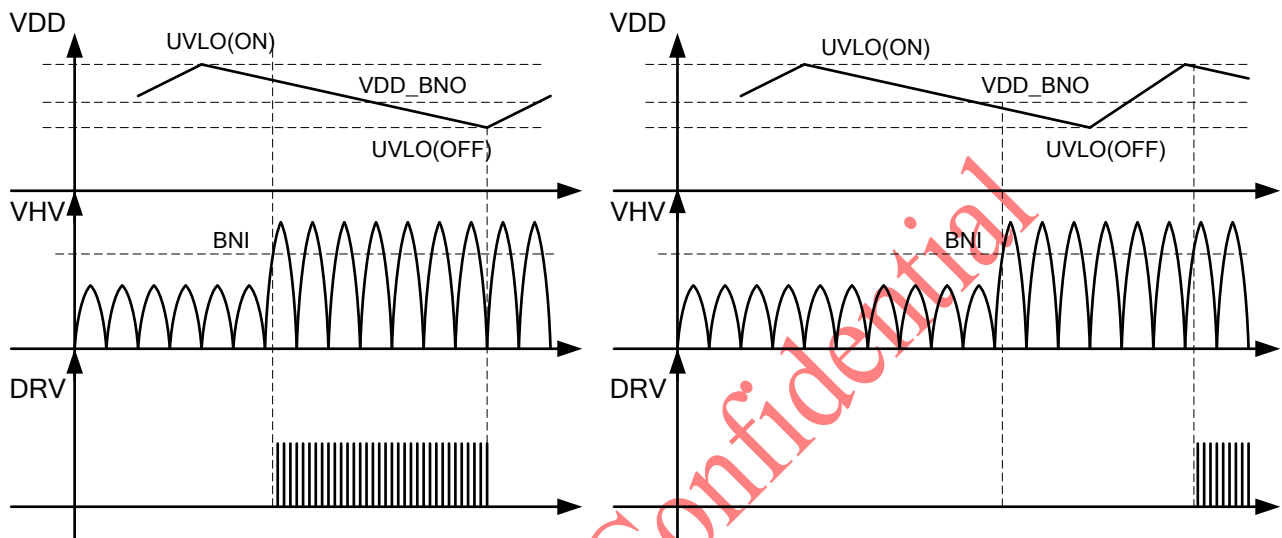 VDD
UVLO(ON)
VDD_BNO
UVLO(OFF)
VHV
BNI
DRV
VDD
UVLO(ON)
VDD_BNO
UVLO(OFF)
VHV
BNI
DRV
Confidential